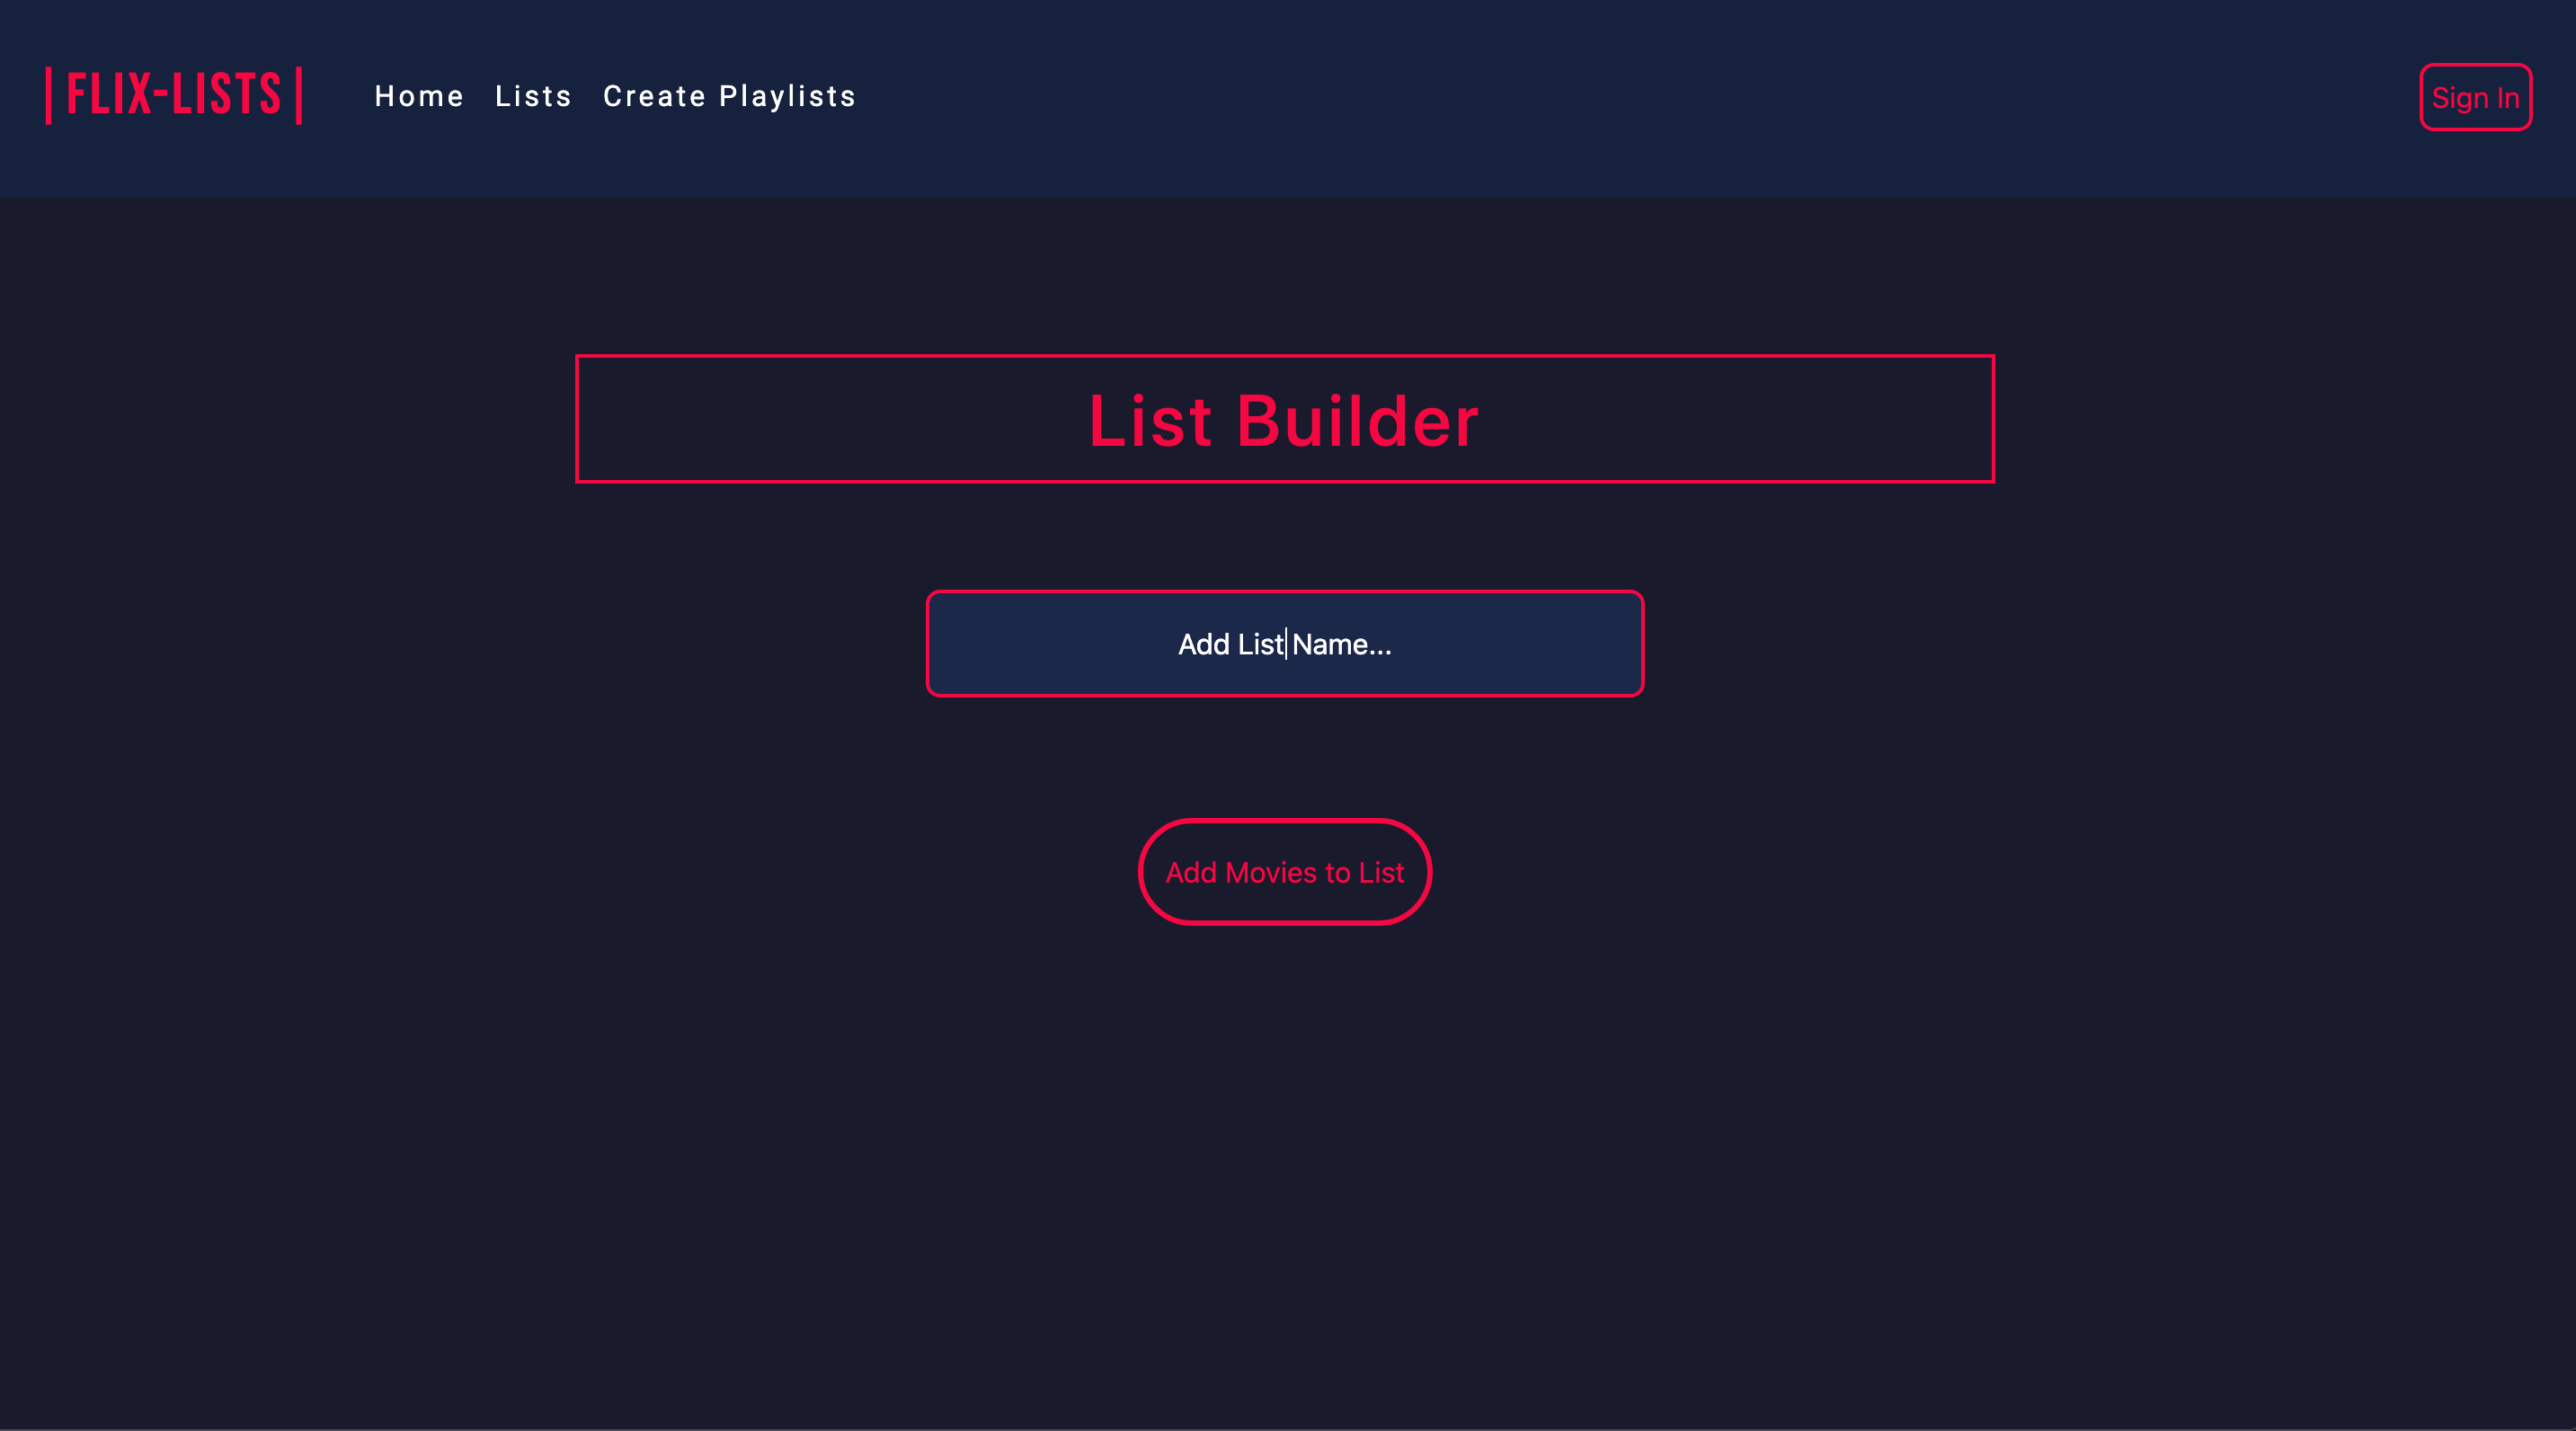 | FLIX-LISTS |
Home Lists Create Playlists
Sign In
List Builder
Add List Name...
Add Movies to List